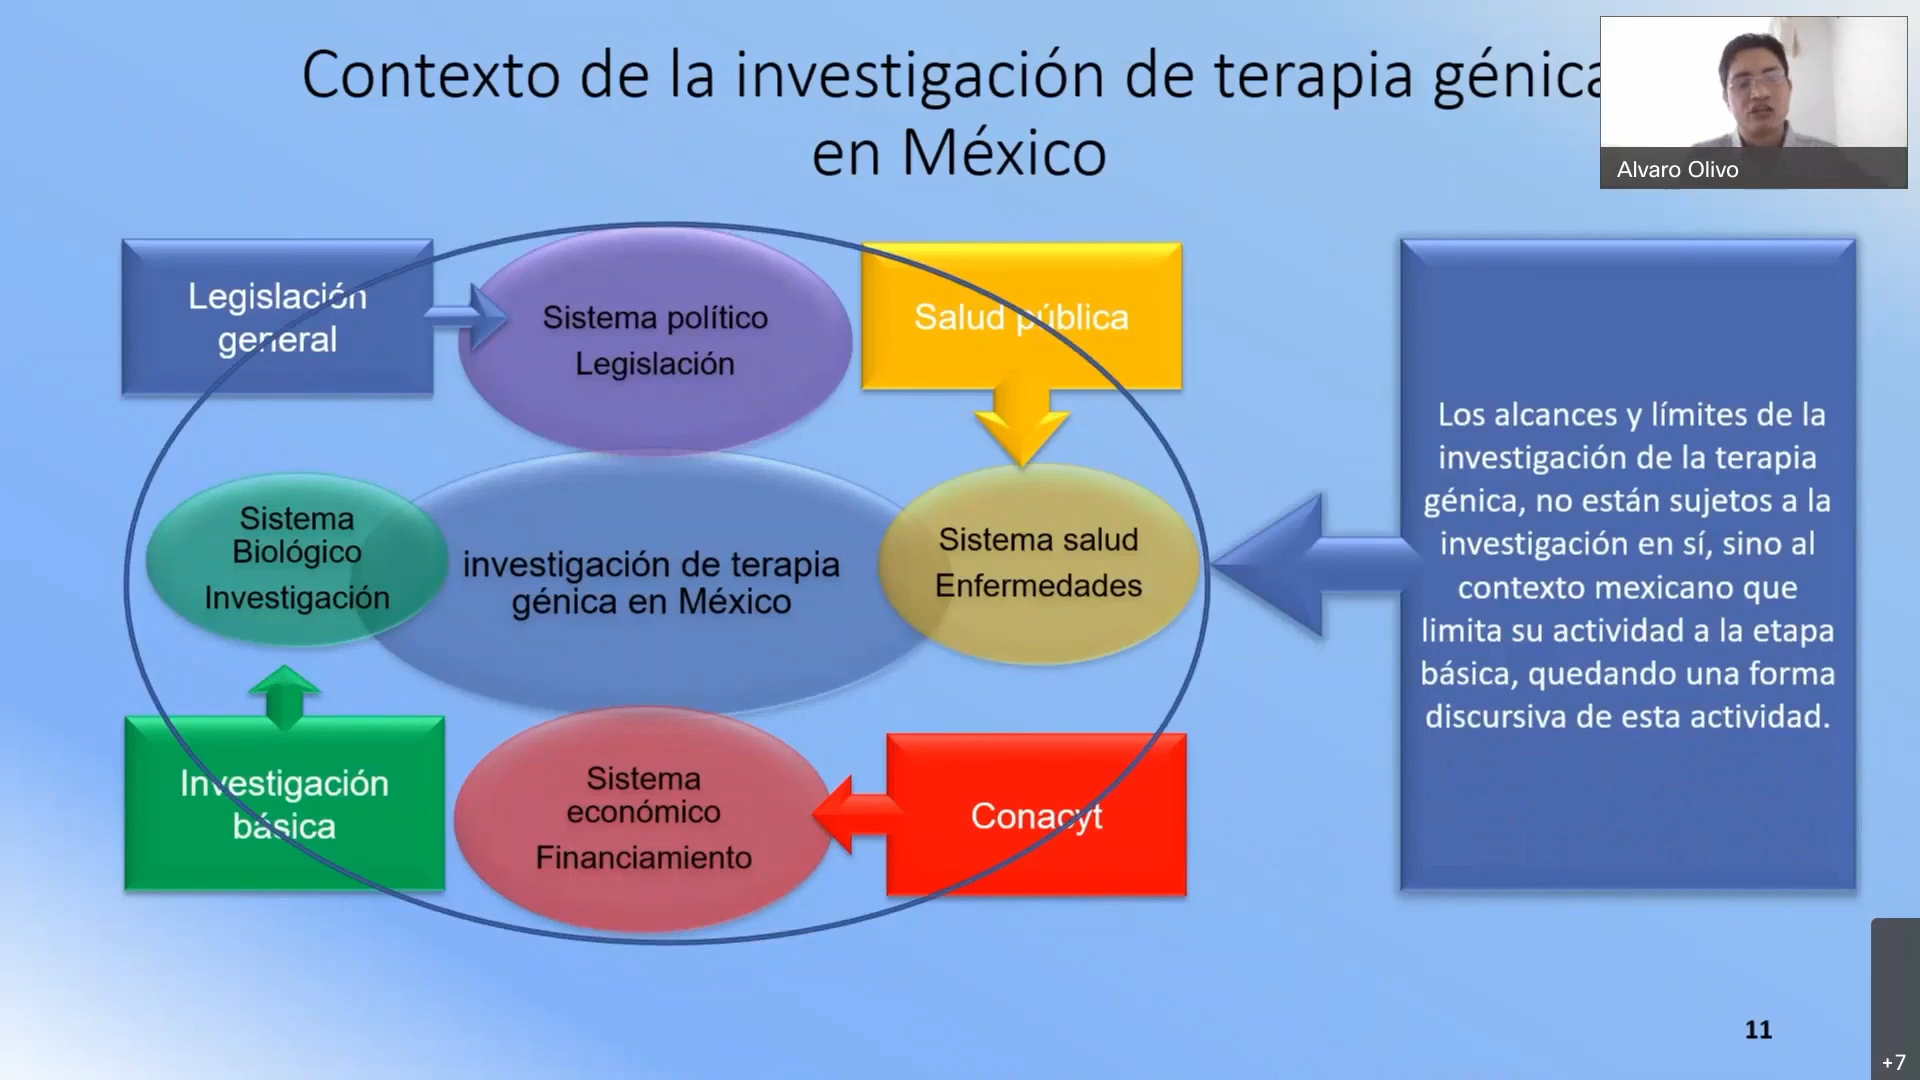 Contexto de la investigación de terapia génica
en México
Alvaro Olivo
Legislación
general
Sistema político
Legislación
Salud pública
Sistema
Biológico
Investigación
investigación de terapia
génica en México
Sistema salud
Enfermedades
Investigación
básica
Sistema
económico
Financiamiento
Conacyt
Los alcances y límites de la
investigación de la terapia
génica, no están sujetos a la
investigación en sí, sino al
contexto mexicano que
limita su actividad a la etapa
básica, quedando una forma
discursiva de esta actividad.
11
+7